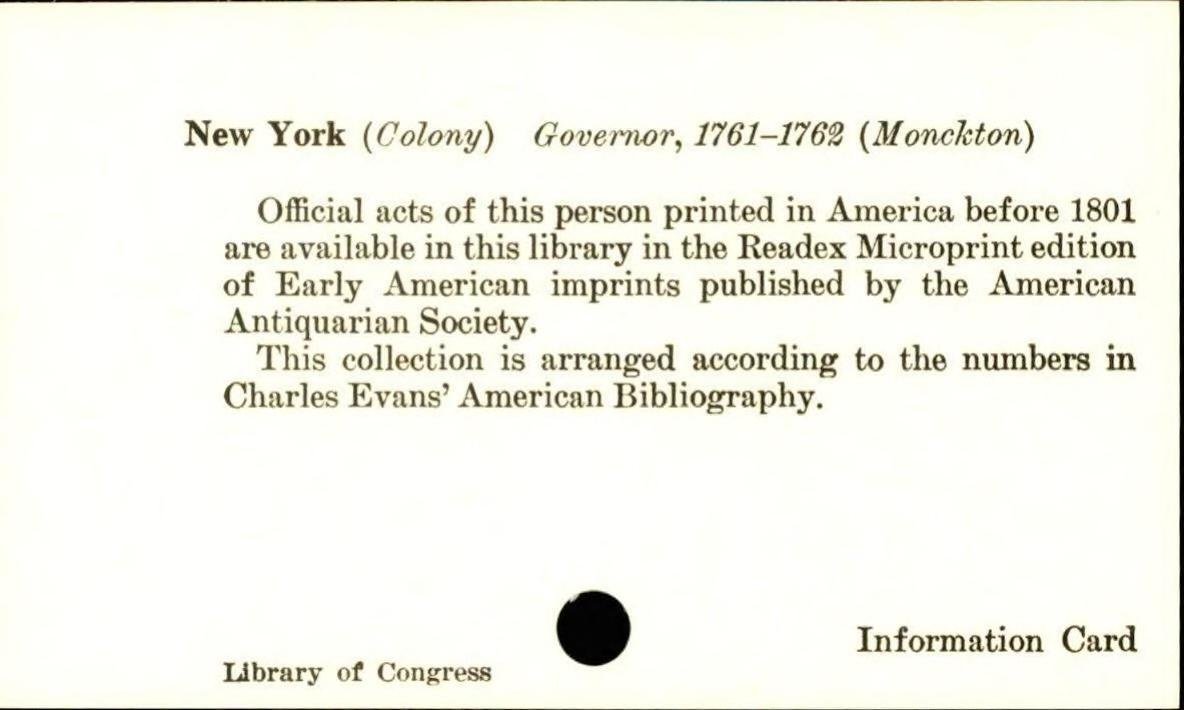 New York (Colony) Governor, 1761–1762 (Monckton)
Official acts of this person printed in America before 1801
are available in this library in the Readex Microprint edition
of Early American imprints published by the American
Antiquarian Society.
This collection is arranged according to the numbers in
Charles Evans' American Bibliography.
Information Card
Library of Congress